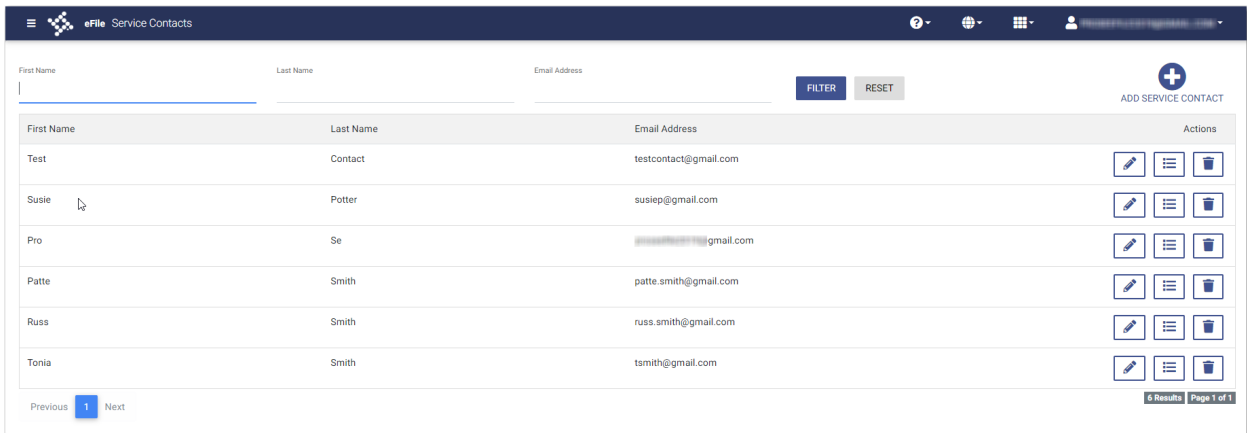 eFile Service Contacts
First Name Last Name Email Address
FILTER RESET
ADD SERVICE CONTACT
First Name Last Name Email Address Actions
Test Contact testcontact@gmail.com
Susie Potter susiep@gmail.com
Pro Se gmail.com
Patte Smith patte.smith@gmail.com
Russ Smith russ.smith@gmail.com
Tonia Smith tsmith@gmail.com
Previous 1 Next 6 Results Page 1 of 1